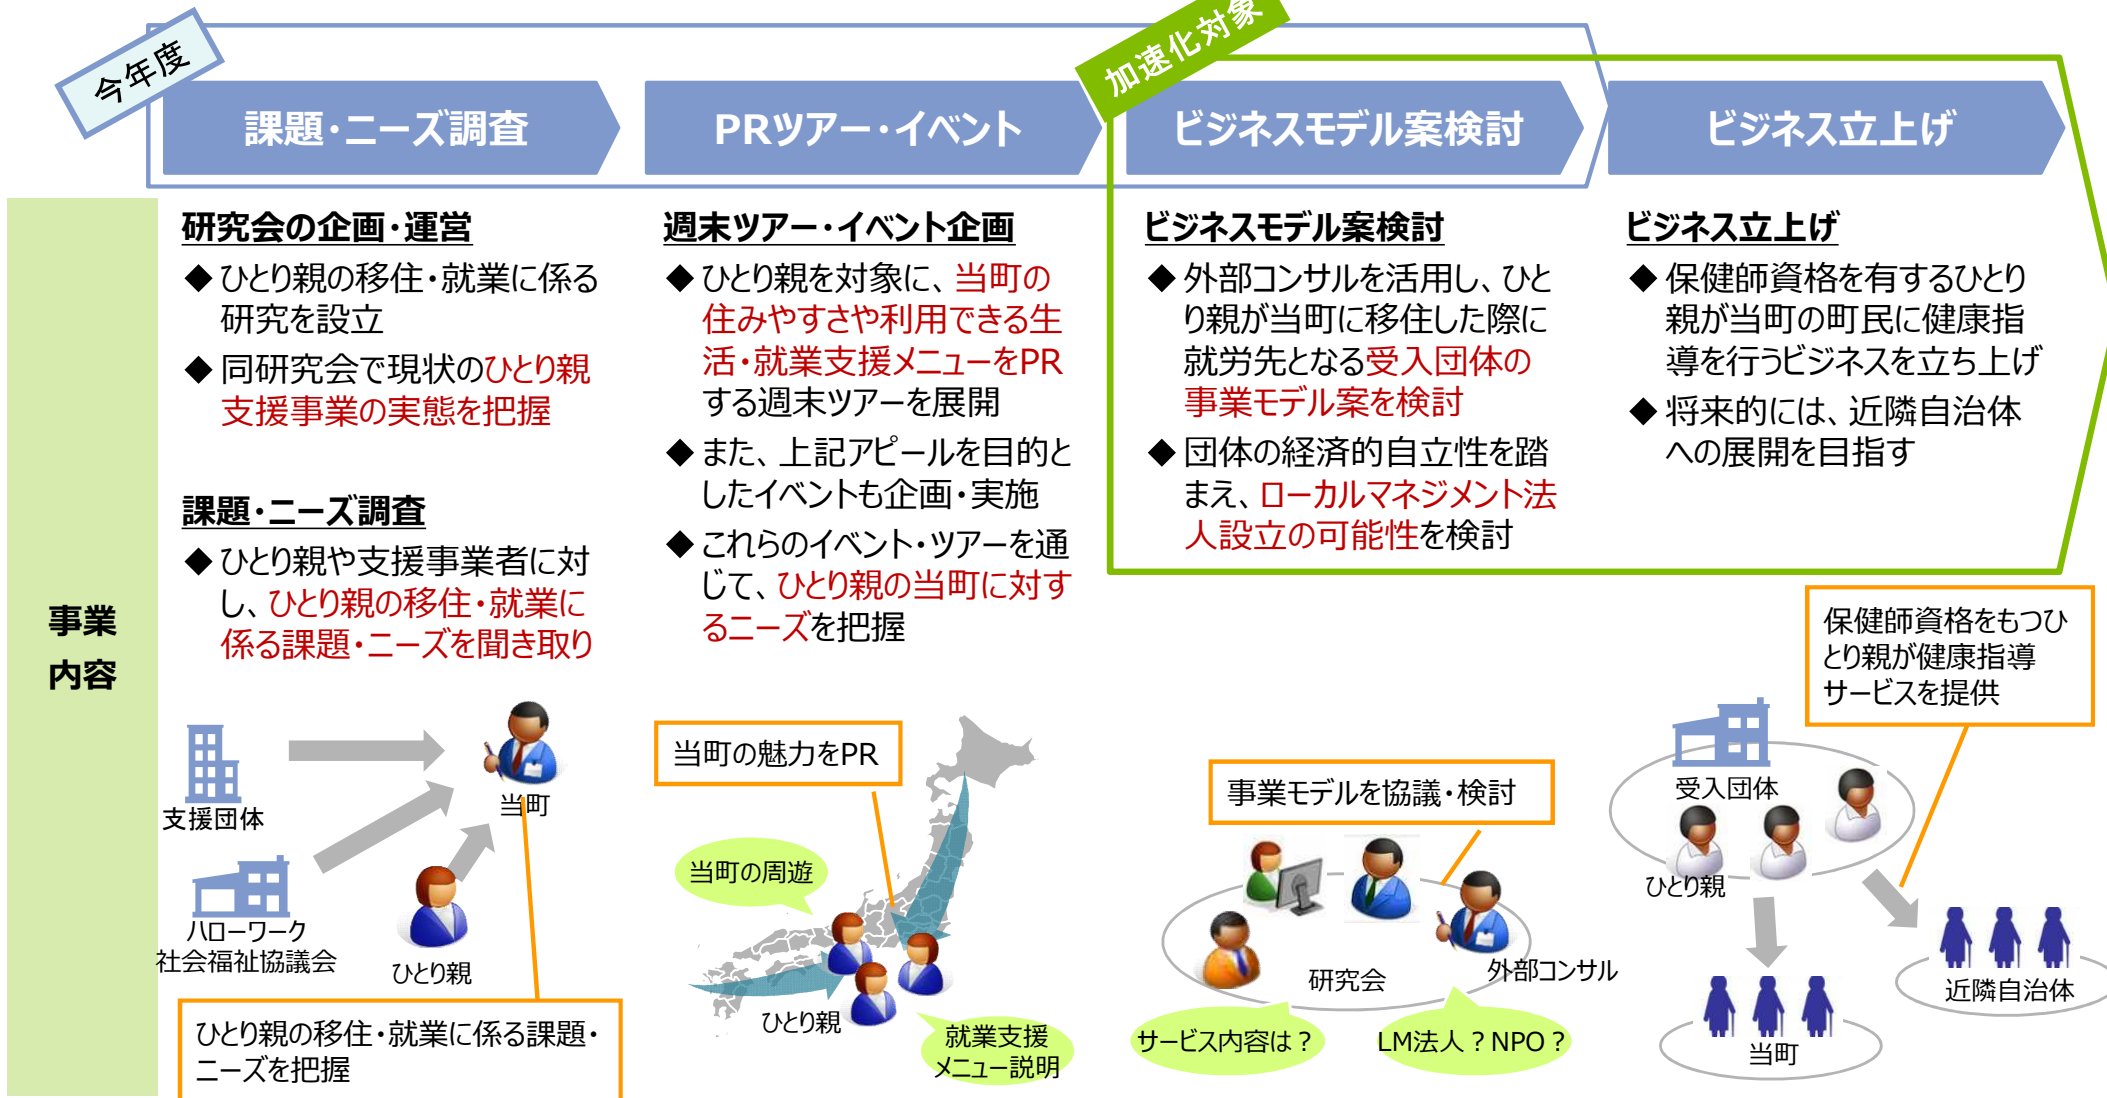 今年度
加速化対象
課題・ニーズ調査
PRツアー・イベント
ビジネスモデル案検討
ビジネス立上げ
事業
内容
研究会の企画・運営
◆ひとり親の移住・就業に係る
研究を設立
◆同研究会で現状のひとり親
支援事業の実態を把握
課題・ニーズ調査
◆ひとり親や支援事業者に対
し、ひとり親の移住・就業に
係る課題・ニーズを聞き取り
支援団体
当町
ハローワーク
社会福祉協議会
ひとり親
ひとり親の移住・就業に係る課題・
ニーズを把握
週末ツアー・イベント企画
◆ひとり親を対象に、当町の
住みやすさや利用できる生
活・就業支援メニューをPR
する週末ツアーを展開
◆また、上記アピールを目的と
したイベントも企画・実施
◆これらのイベント・ツアーを通
じて、ひとり親の当町に対す
るニーズを把握
当町の魅力をPR
当町の周遊
ひとり親
就業支援
メニュー説明
ビジネスモデル案検討
◆外部コンサルを活用し、ひと
り親が当町に移住した際に
就労先となる受入団体の
事業モデル案を検討
◆団体の経済的自立性を踏
まえ、ローカルマネジメント法
人設立の可能性を検討
事業モデルを協議・検討
研究会
外部コンサル
サービス内容は？
LM法人？NPO？
ビジネス立上げ
◆保健師資格を有するひとり
親が当町の町民に健康指
導を行うビジネスを立ち上げ
◆将来的には、近隣自治体
への展開を目指す
保健師資格をもつひ
とり親が健康指導
サービスを提供
受入団体
ひとり親
近隣自治体
当町